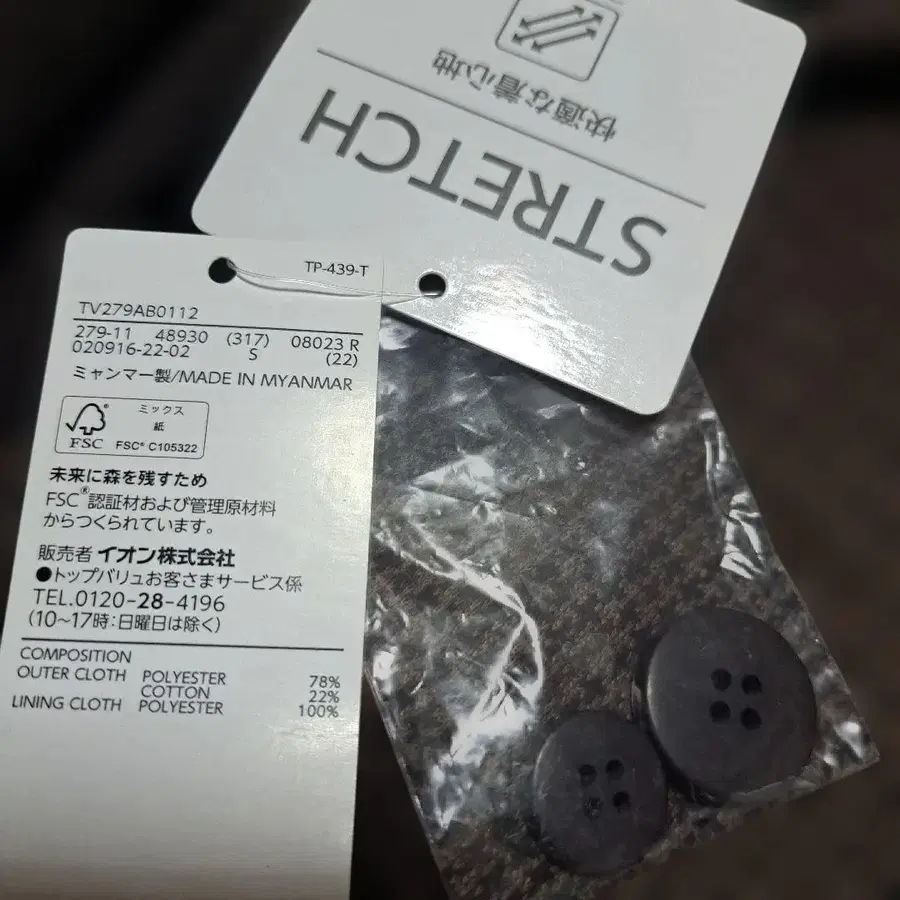 STRETCH
快適な着心地
TP-439-T
TV279AB0112
279-11 48930 (317) 08023 R
020916-22-02 S (22)
ミャンマー製/MADE IN MYANMAR
ミックス
紙
FSC
FSC® C105322
未来に森を残すため
FSC®認証材および管理原材料
からつくられています。
販売者 イオン株式会社
●トップバリュお客さまサービス係
TEL.0120-28-4196
(10~17時:日曜日は除く)
COMPOSITION
OUTER CLOTH POLYESTER 78%
COTTON 22%
LINING CLOTH POLYESTER 100%